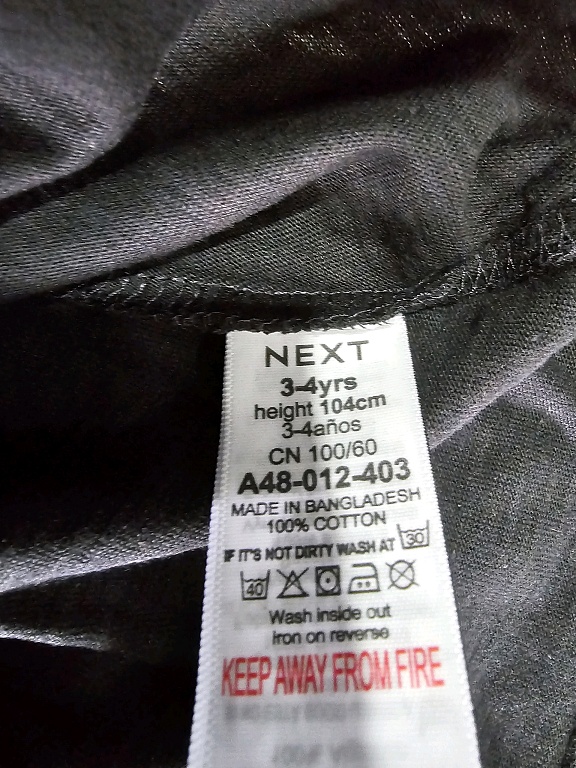 NEXT
3-4yrs
height 104cm
3-4años
CN 100/60
A48-012-403
MADE IN BANGLADESH
100% COTTON
IF IT'S NOT DIRTY WASH AT 30
40
Wash inside out
Iron on reverse
KEEP AWAY FROM FIRE